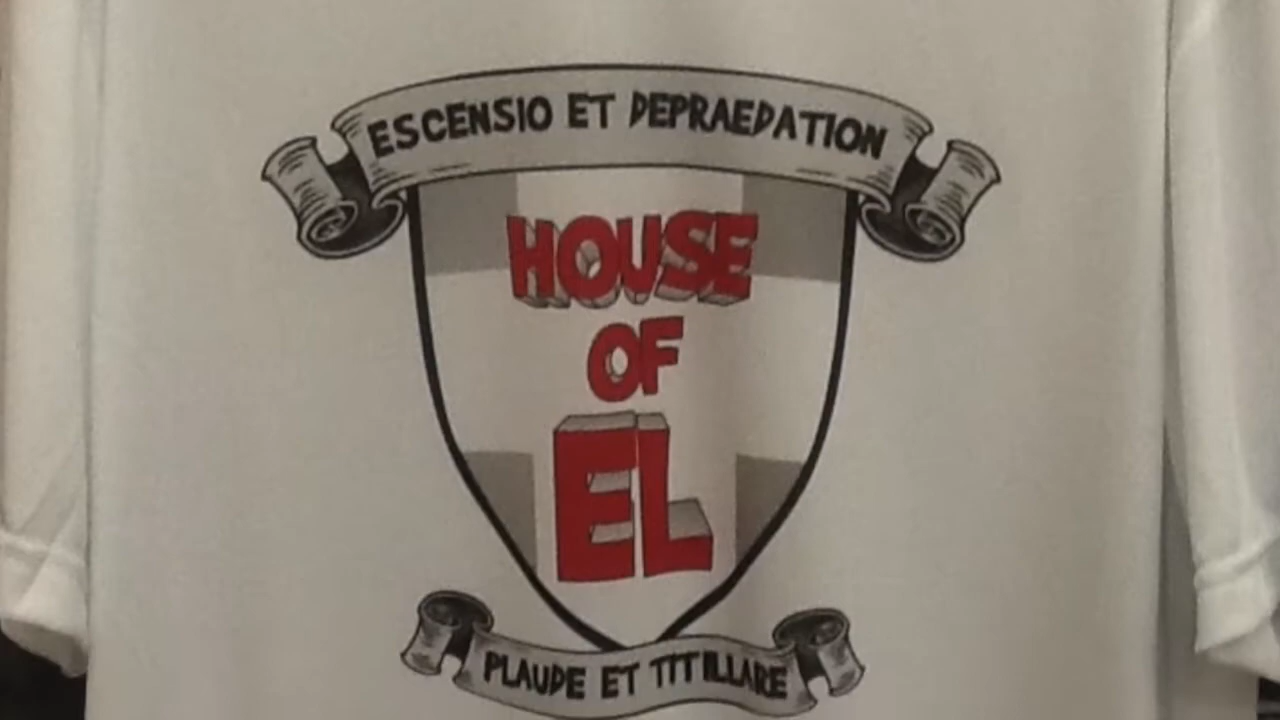 ESCENSIO ET DEPRAEDATION
HOUSE
OF
EL
PLAUDE ET TITILLARE